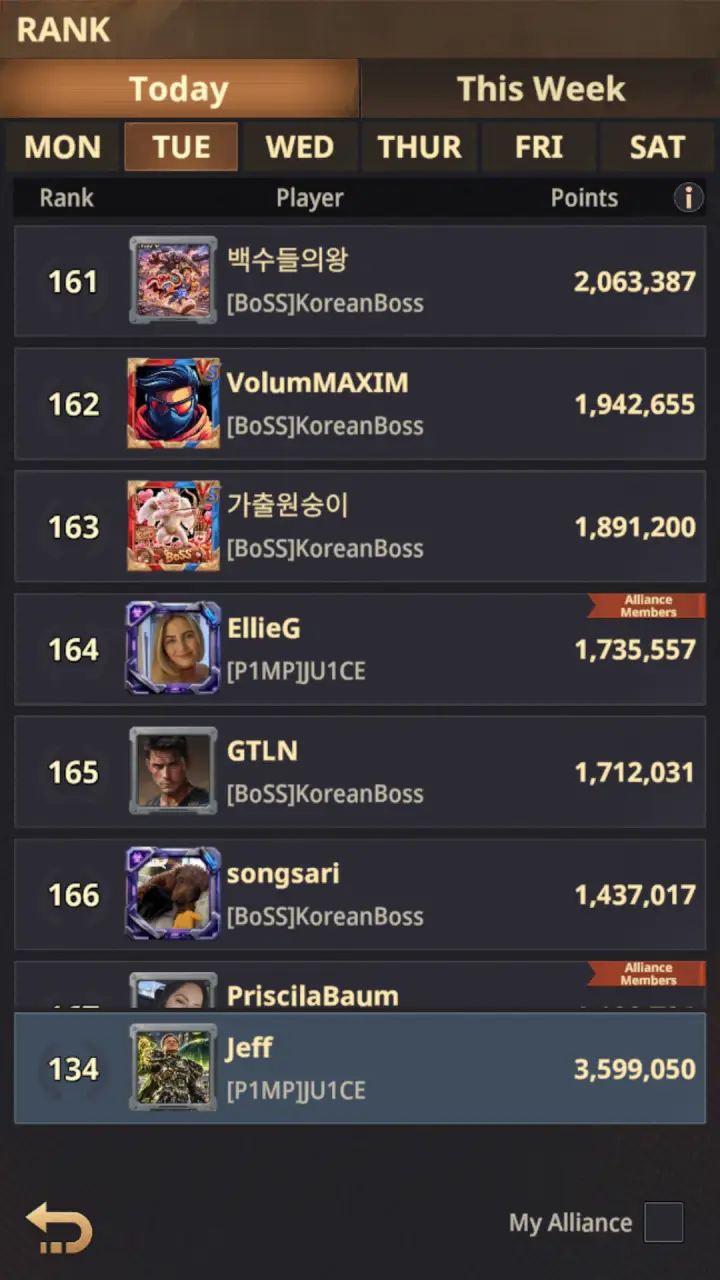 RANK
Today
This Week
MON TUE WED THUR FRI SAT
Rank Player Points i
161
백수들의왕
[BoSS]KoreanBoss
2,063,387
162
VolumMAXIM
[BoSS]KoreanBoss
1,942,655
163
가출원숭이
[BoSS]KoreanBoss
1,891,200
BoSS
Alliance
Members
164
EllieG
[P1MP]JU1CE
1,735,557
165
GTLN
[BoSS]KoreanBoss
1,712,031
166
songsari
[BoSS]KoreanBoss
1,437,017
Alliance
Members
PriscilaBaum
134
Jeff
[P1MP]JU1CE
3,599,050
My Alliance